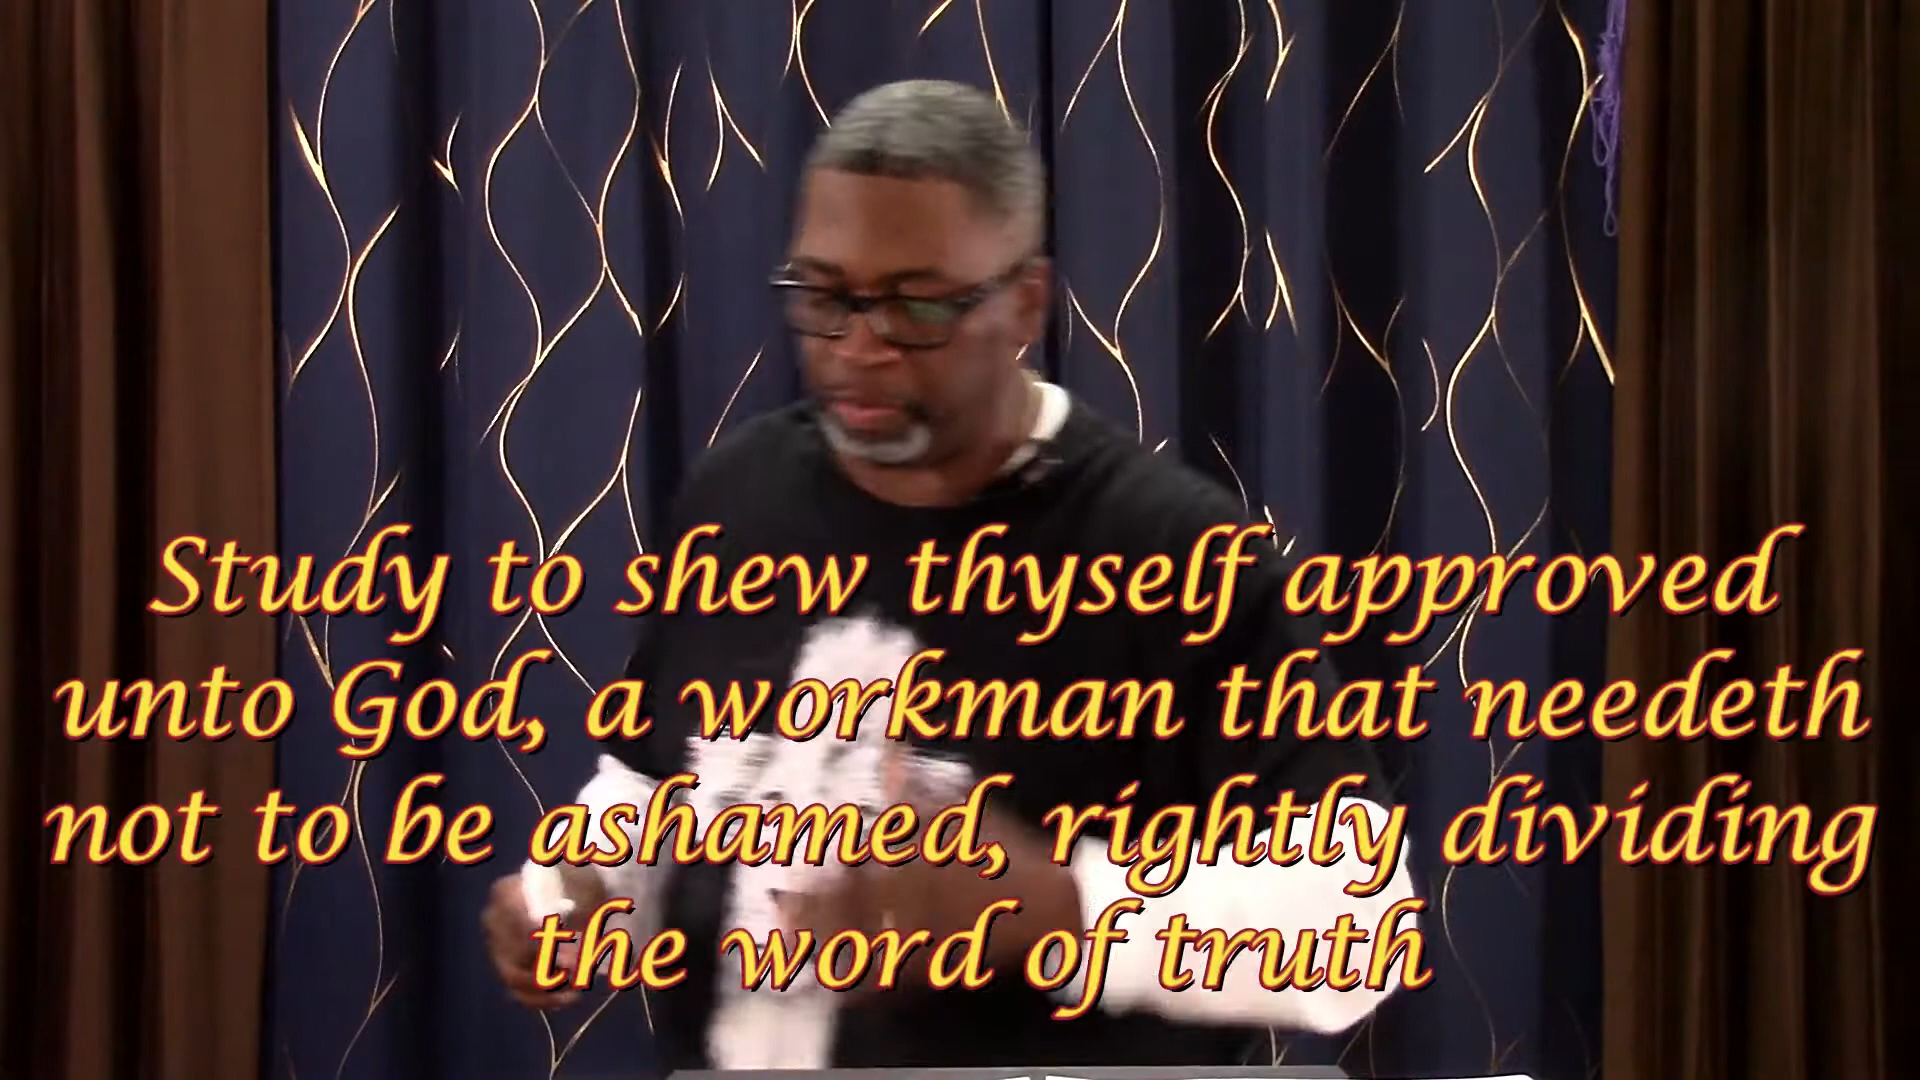 Study to shew thyself approved
unto God, a workman that needeth
not to be ashamed, rightly dividing
the word of truth